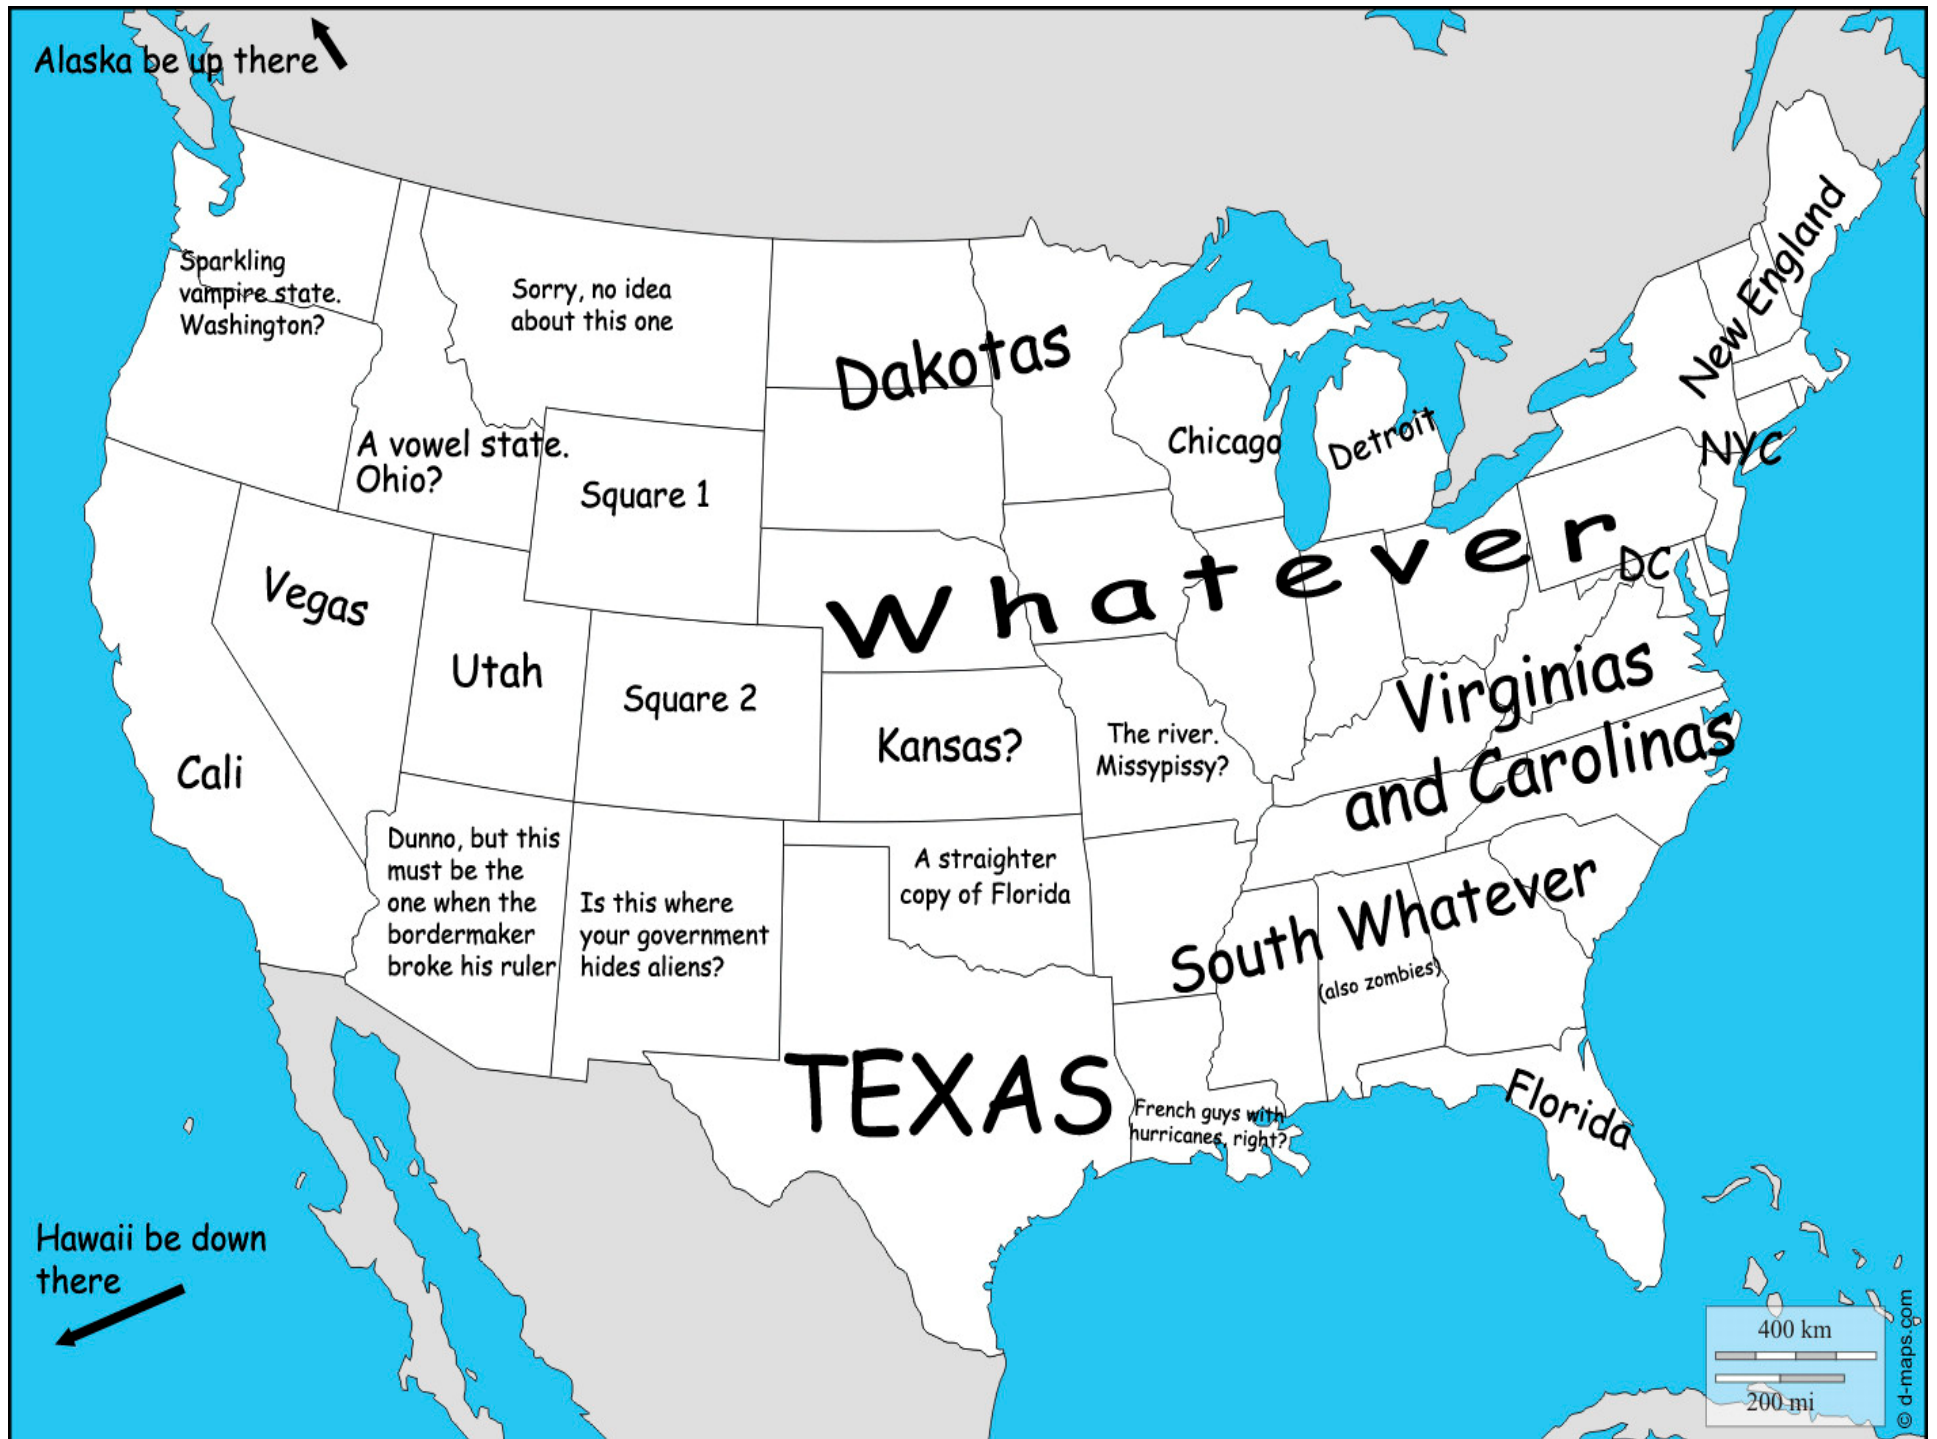 Alaska be up there
Sparkling
vampire state.
Washington?
Sorry, no idea
about this one
Dakotas
New England
A vowel state.
Ohio?
Square 1
Chicago
Detroit
NYC
Whatever
DC
Vegas
Utah
Square 2
Kansas?
The river.
Missypissy?
Virginias
and Carolinas
Cali
Dunno, but this
must be the
one when the
bordermaker
broke his ruler
Is this where
your government
hides aliens?
A straighter
copy of Florida
South Whatever
(also zombies)
TEXAS
French guys with
hurricanes, right?
Florida
Hawaii be down
there
400 km
200 mi
© d-maps.com